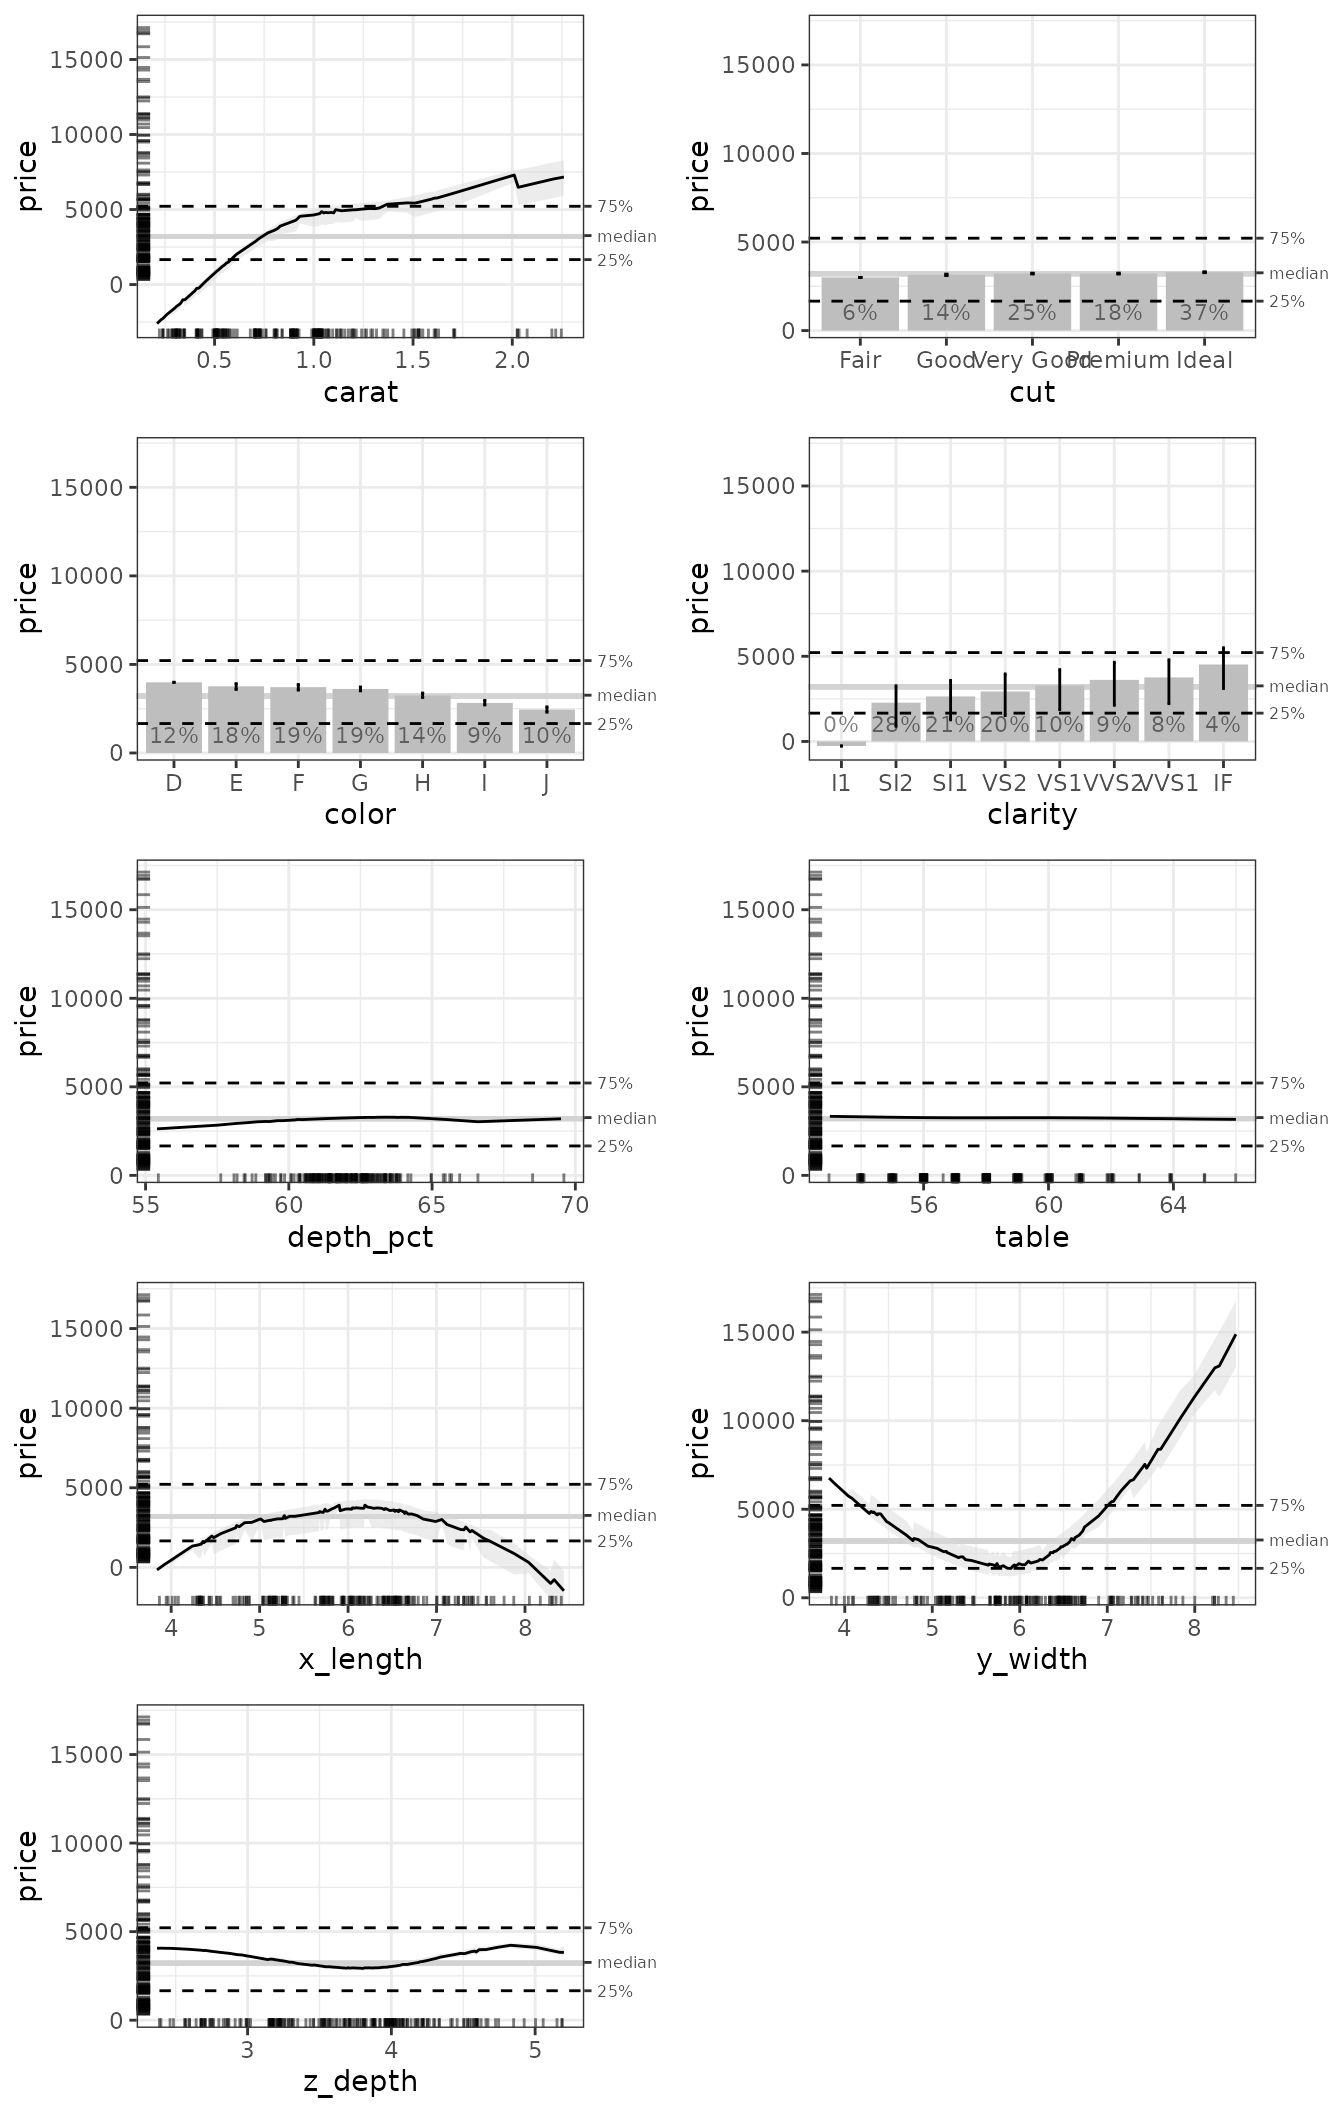 price
15000
10000
5000
0
75%
median
25%
0.5 1.0 1.5 2.0
carat
price
15000
10000
5000
0
75%
median
25%
6% 14% 25% 18% 37%
Fair Good Very Good Premium Ideal
cut
price
15000
10000
5000
0
75%
median
25%
12% 18% 19% 19% 14% 9% 10%
D E F G H I J
color
price
15000
10000
5000
0
75%
median
25%
0% 28% 21% 20% 10% 9% 8% 4%
I1 SI2 SI1 VS2 VS1 VVS2 VVS1 IF
clarity
price
15000
10000
5000
0
75%
median
25%
55 60 65 70
depth_pct
price
15000
10000
5000
0
75%
median
25%
56 60 64
table
price
15000
10000
5000
0
75%
median
25%
4 5 6 7 8
x_length
price
15000
10000
5000
0
75%
median
25%
4 5 6 7 8
y_width
price
15000
10000
5000
0
75%
median
25%
3 4 5
z_depth